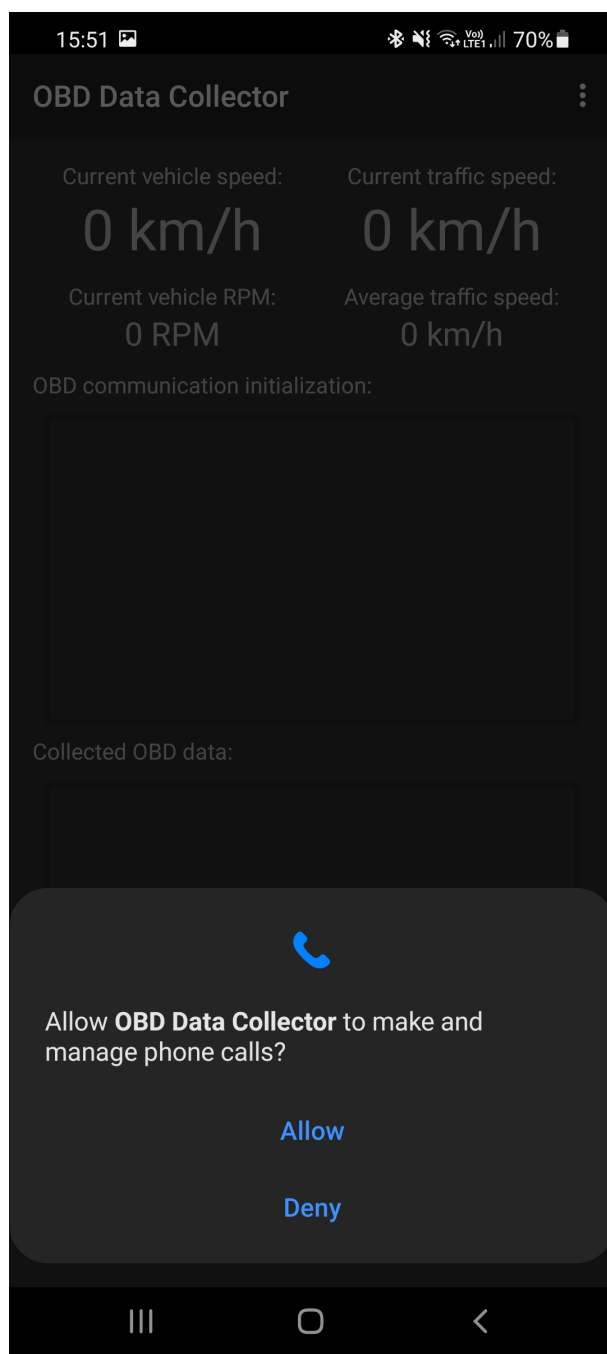 15:51 Vo)) LTE1 70%
OBD Data Collector
Current vehicle speed: Current traffic speed:
0 km/h 0 km/h
Current vehicle RPM: Average traffic speed:
0 RPM 0 km/h
OBD communication initialization:
Collected OBD data:
Allow OBD Data Collector to make and
manage phone calls?
Allow
Deny